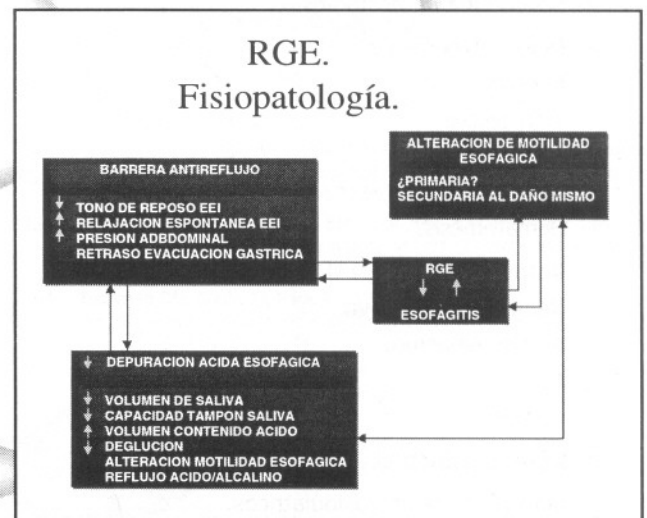 RGE.
Fisiopatología.
BARRERA ANTIREFLUJO
↓ TONO DE REPOSO EEI
↑ RELAJACION ESPONTANEA EEI
↑ PRESION ADBDOMINAL
RETRASO EVACUACION GASTRICA
ALTERACION DE MOTILIDAD
ESOFAGICA
¿PRIMARIA?
SECUNDARIA AL DAÑO MISMO
RGE
↓ ↑
ESOFAGITIS
↓ DEPURACION ACIDA ESOFAGICA
↓ VOLUMEN DE SALIVA
↓ CAPACIDAD TAMPON SALIVA
↑ VOLUMEN CONTENIDO ACIDO
↓ DEGLUCION
ALTERACION MOTILIDAD ESOFAGICA
REFLUJO ACIDO/ALCALINO